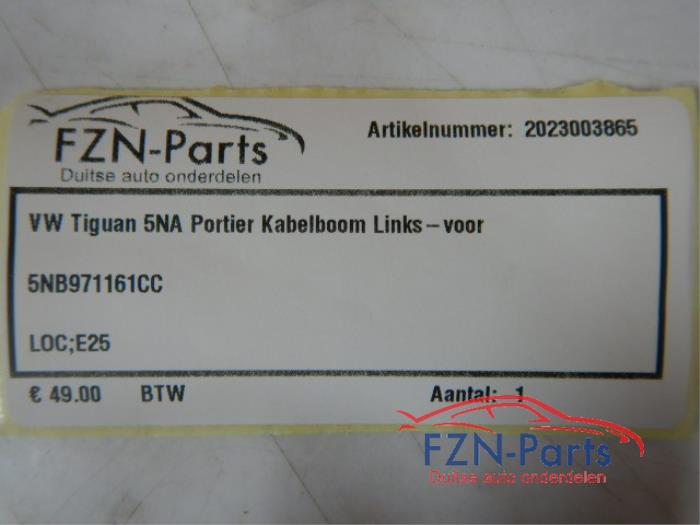 FZN-Parts
Duitse auto onderdelen
Artikelnummer: 2023003865
VW Tiguan 5NA Portier Kabelboom Links-voor
5NB971161CC
LOC;E25
€ 49.00 BTW Aantal: 1
FZN-Parts
Duitse auto onderdelen